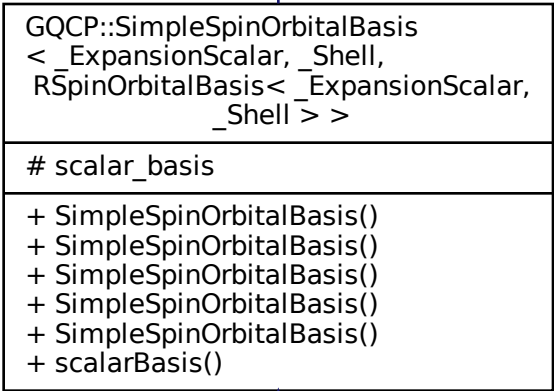 GQCP::SimpleSpinOrbitalBasis
< _ExpansionScalar, _Shell,
RSpinOrbitalBasis< _ExpansionScalar,
_Shell > >
# scalar_basis
+ SimpleSpinOrbitalBasis()
+ SimpleSpinOrbitalBasis()
+ SimpleSpinOrbitalBasis()
+ SimpleSpinOrbitalBasis()
+ SimpleSpinOrbitalBasis()
+ scalarBasis()